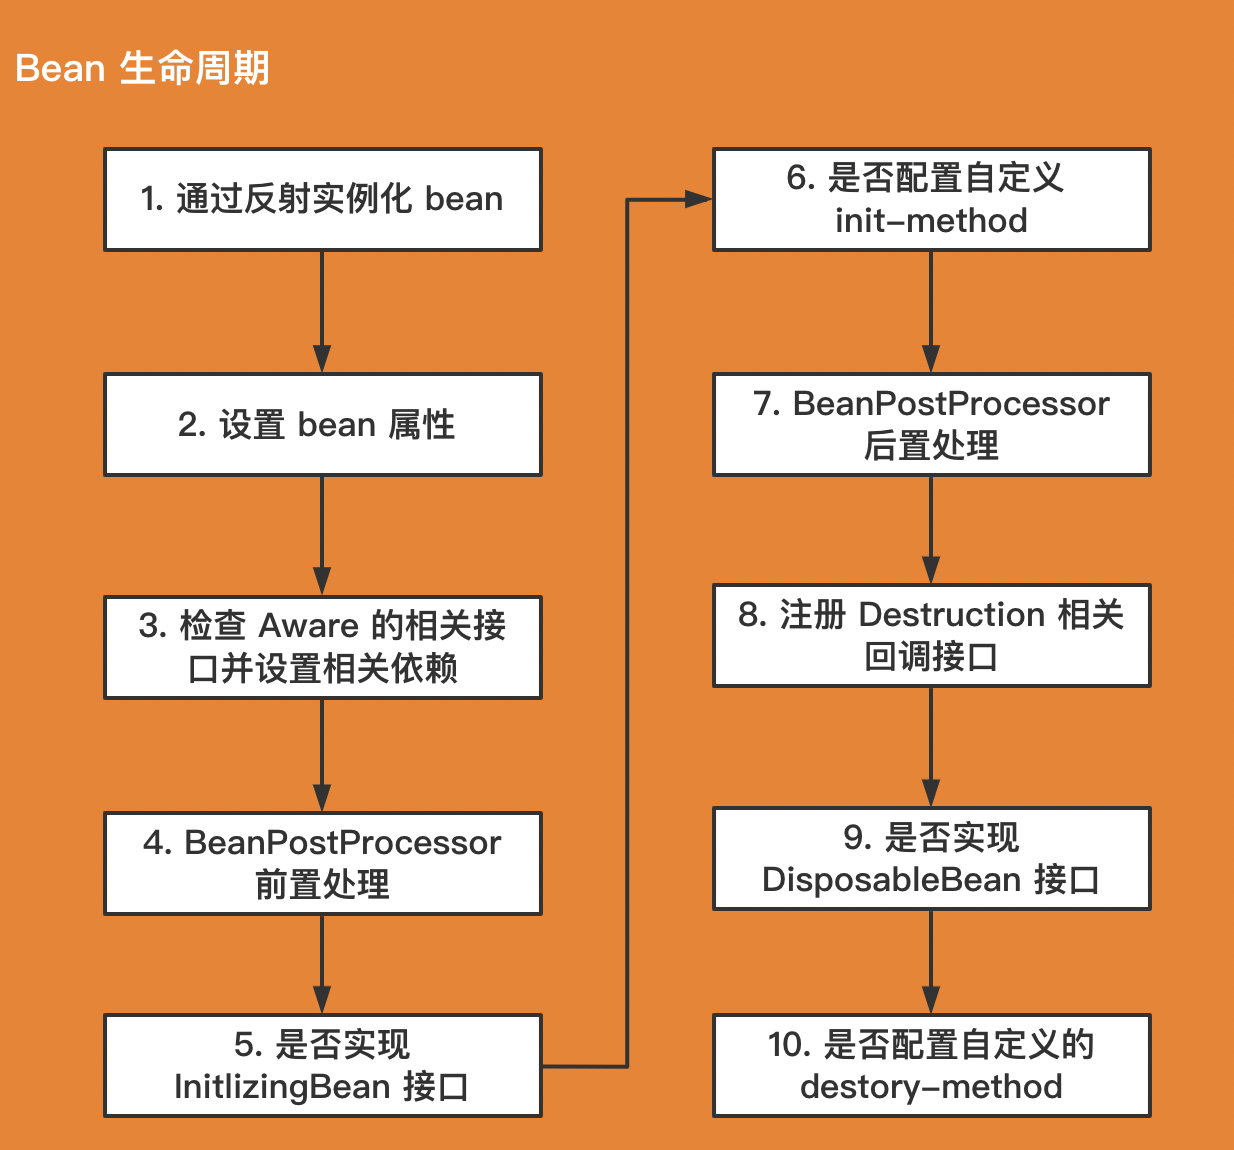 Bean 生命周期
1. 通过反射实例化 bean
2. 设置 bean 属性
3. 检查 Aware 的相关接
口并设置相关依赖
4. BeanPostProcessor
前置处理
5. 是否实现
InitlizingBean 接口
6. 是否配置自定义
init-method
7. BeanPostProcessor
后置处理
8. 注册 Destruction 相关
回调接口
9. 是否实现
DisposableBean 接口
10. 是否配置自定义的
destory-method